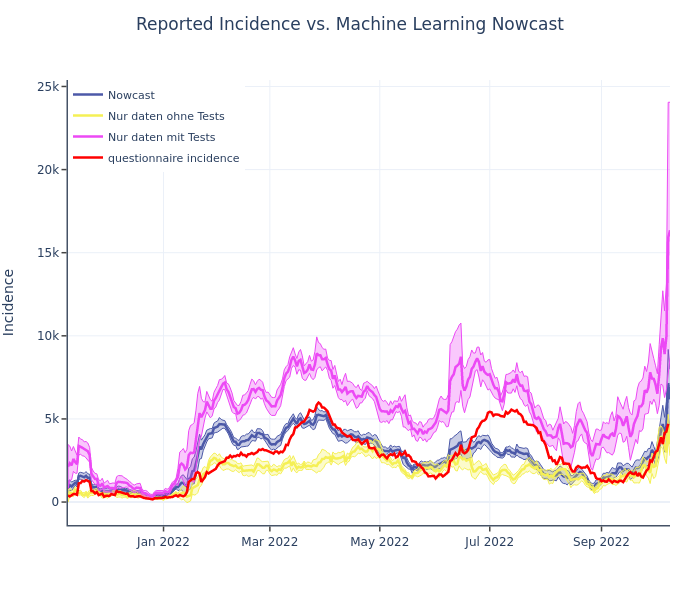 Reported Incidence vs. Machine Learning Nowcast
Incidence
25k
20k
15k
10k
5k
0
Nowcast
Nur daten ohne Tests
Nur daten mit Tests
questionnaire incidence
Jan 2022
Mar 2022
May 2022
Jul 2022
Sep 2022